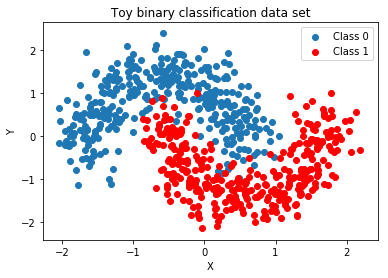 Toy binary classification data set
Class 0
Class 1
2
1
0
−1
−2
Y
−2
−1
0
1
2
X